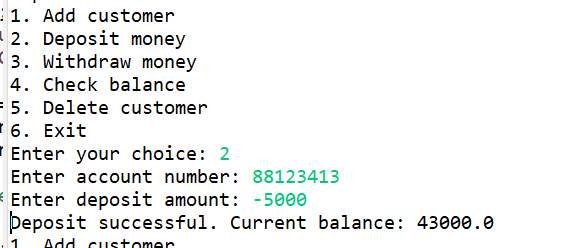 1. Add customer
2. Deposit money
3. Withdraw money
4. Check balance
5. Delete customer
6. Exit
Enter your choice: 2
Enter account number: 88123413
Enter deposit amount: -5000
Deposit successful. Current balance: 43000.0
1. Add customer